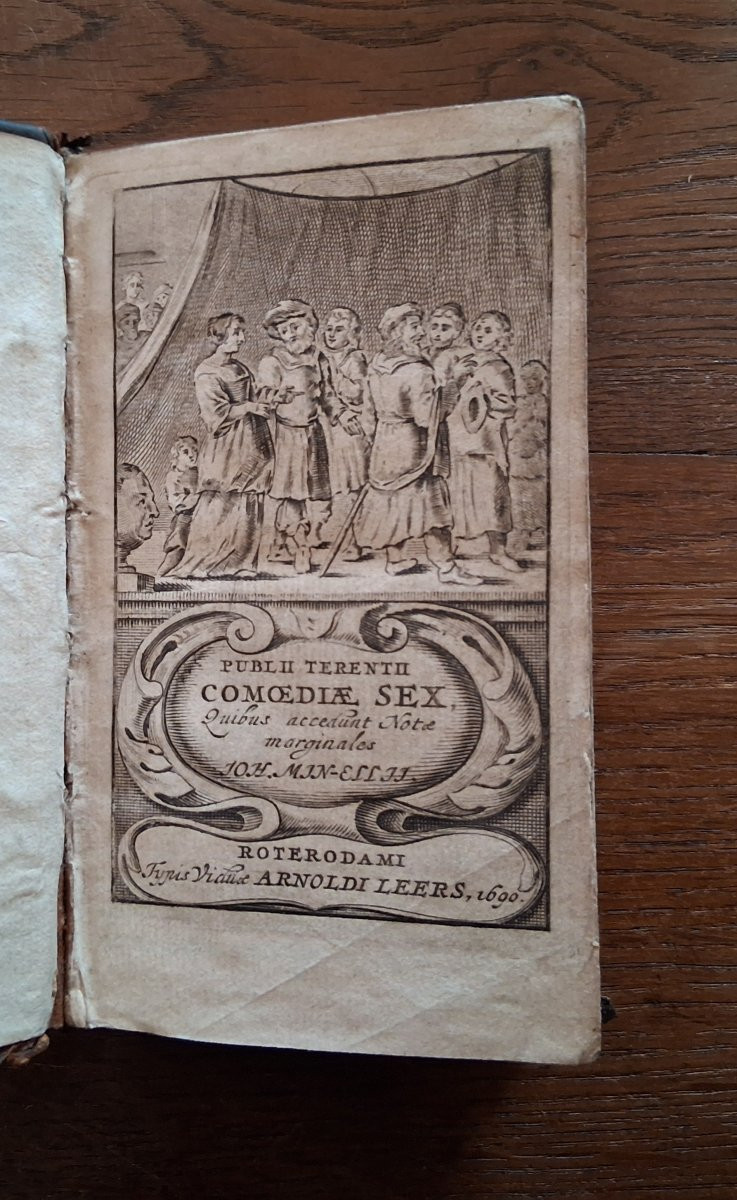 PUBLII TERENTII
COMŒDIÆ SEX,
Quibus accedunt Notæ
marginales
IOH. MIN-ELLII.
ROTERODAMI
Typis Viduæ ARNOLDI LEERS, 1690.